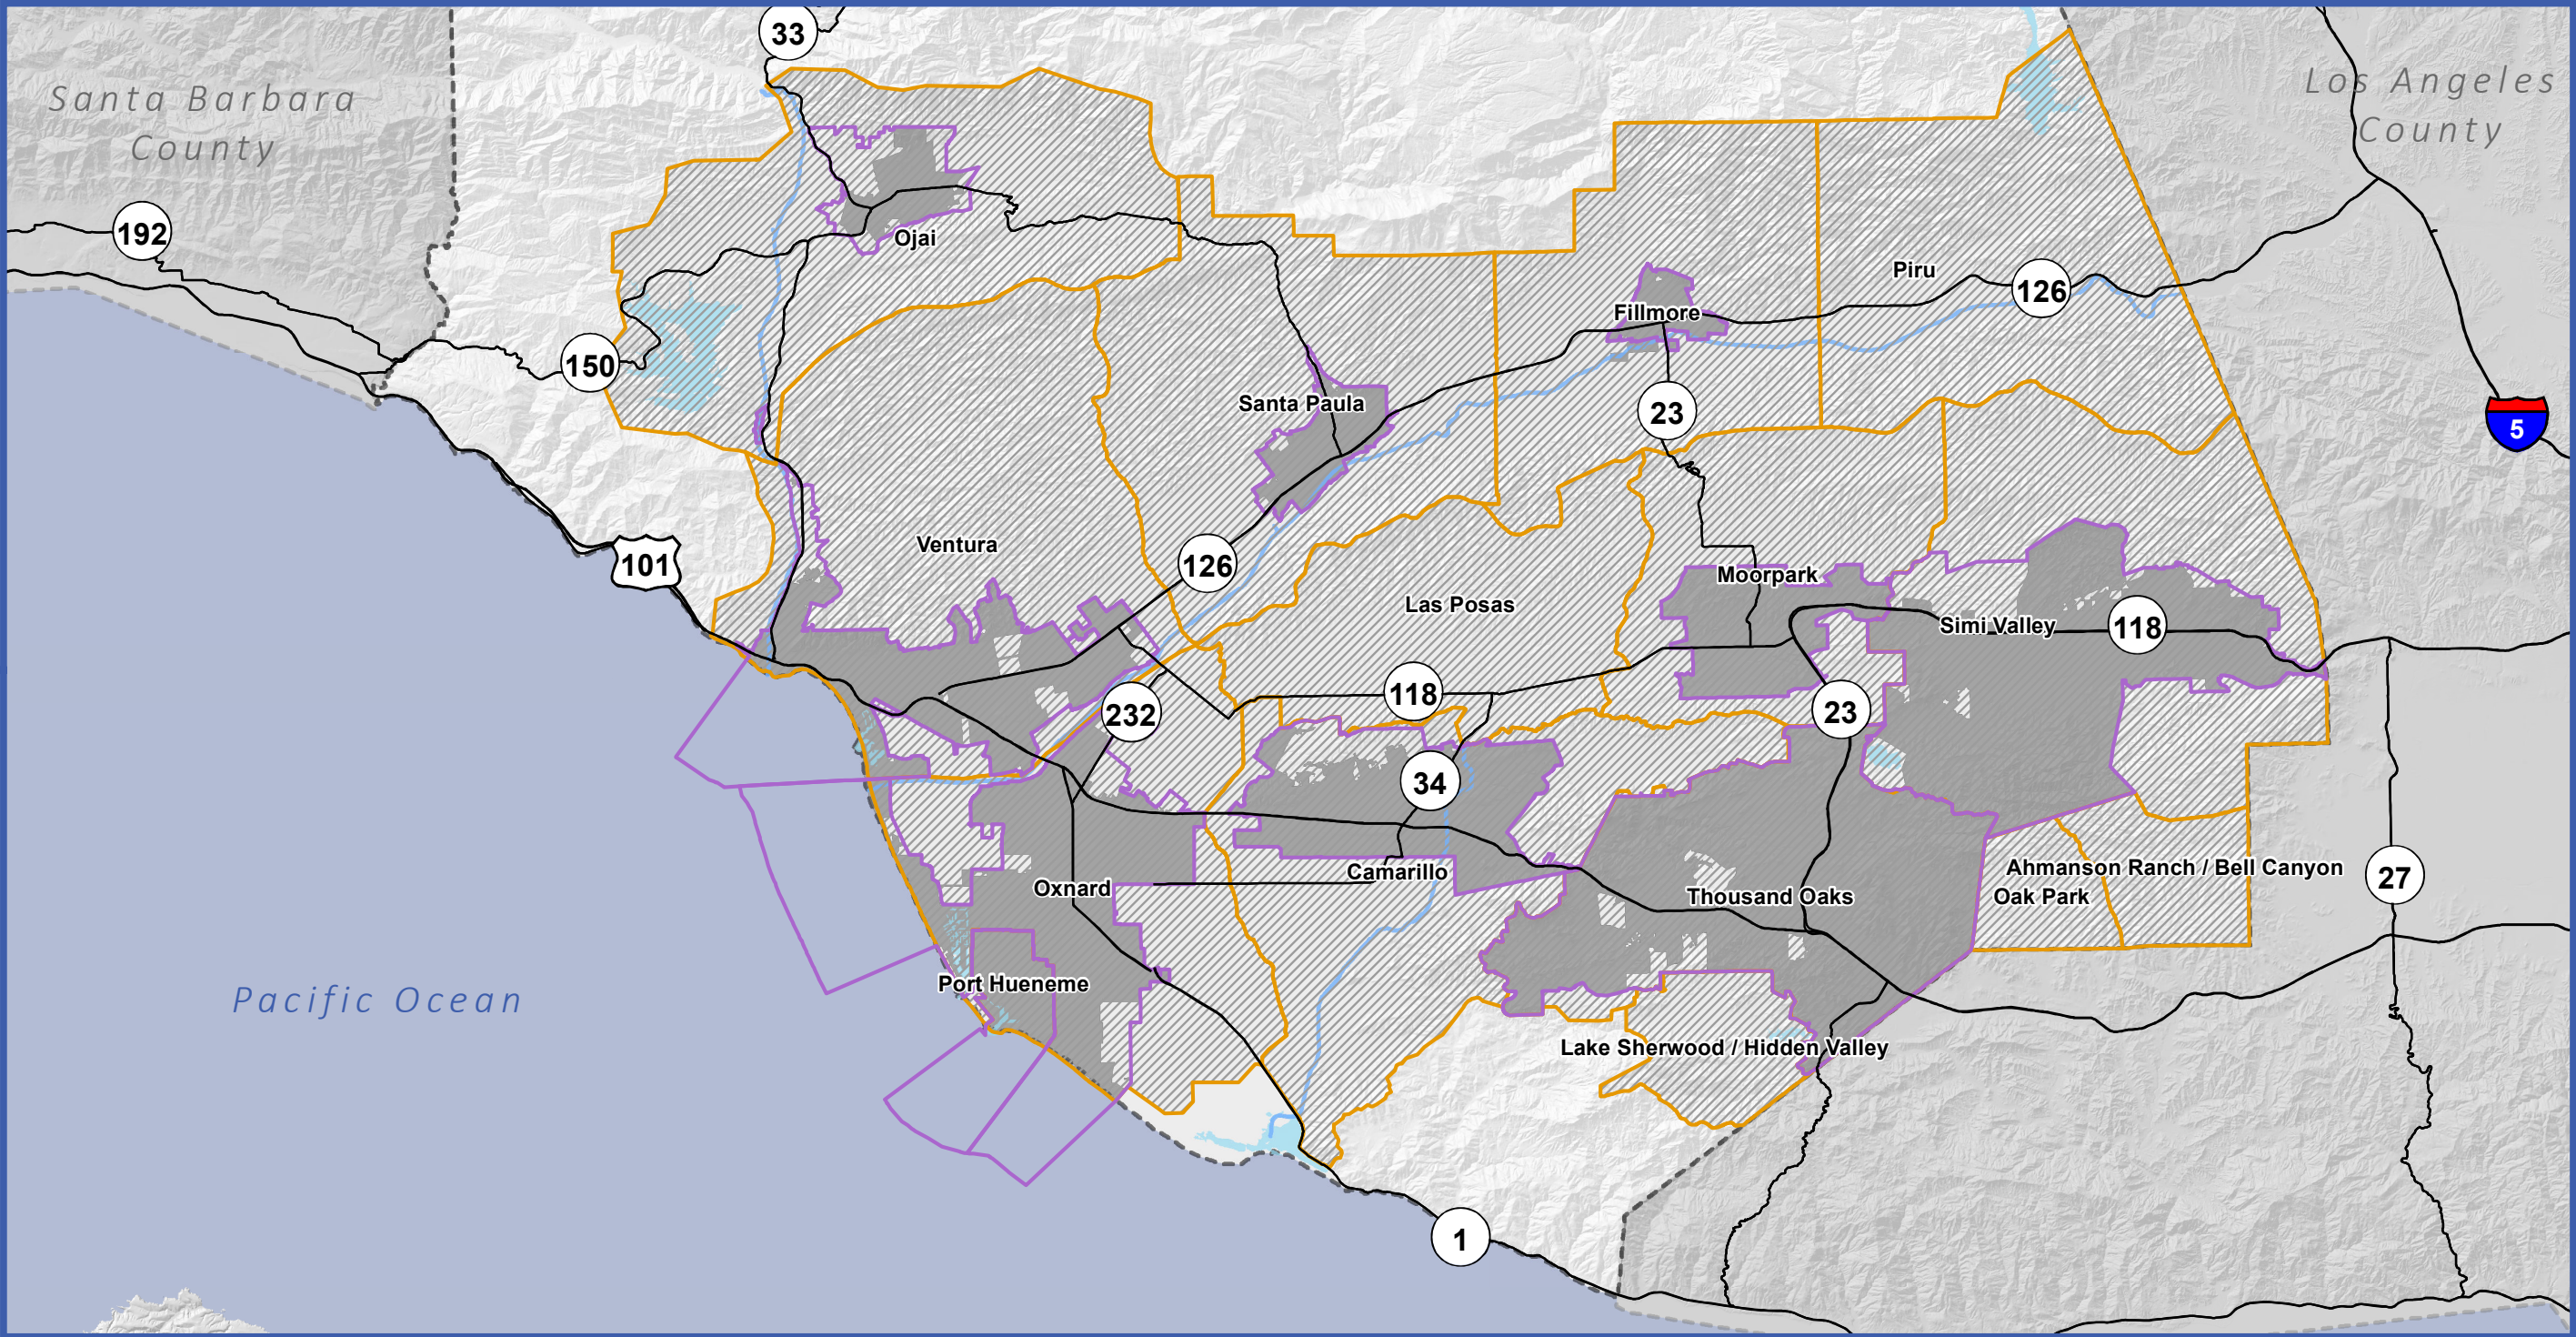 33
Santa Barbara
County
Los Angeles
County
192
Ojai
Piru
126
Fillmore
150
Santa Paula
23
5
Ventura
101
126
Moorpark
Las Posas
Simi Valley
118
118
232
23
34
Camarillo
Oxnard
Ahmanson Ranch / Bell Canyon
Thousand Oaks
Oak Park
27
Port Hueneme
Pacific Ocean
Lake Sherwood / Hidden Valley
1